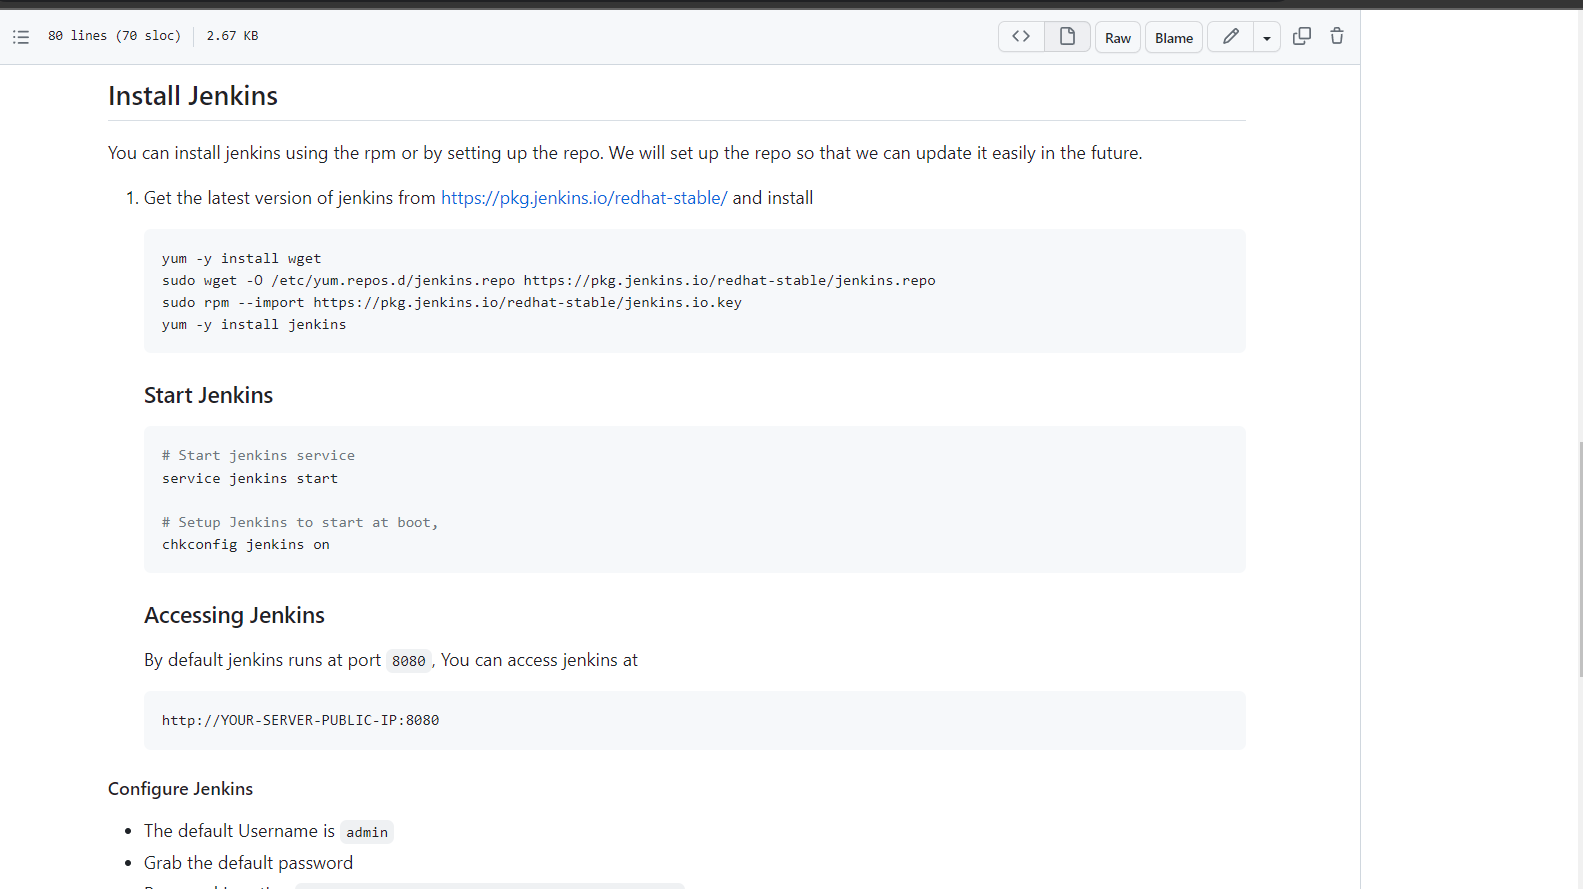 80 lines (70 sloc) 2.67 KB
Raw Blame
Install Jenkins
You can install jenkins using the rpm or by setting up the repo. We will set up the repo so that we can update it easily in the future.
1. Get the latest version of jenkins from https://pkg.jenkins.io/redhat-stable/ and install
yum -y install wget
sudo wget -O /etc/yum.repos.d/jenkins.repo https://pkg.jenkins.io/redhat-stable/jenkins.repo
sudo rpm --import https://pkg.jenkins.io/redhat-stable/jenkins.io.key
yum -y install jenkins
Start Jenkins
# Start jenkins service
service jenkins start
# Setup Jenkins to start at boot,
chkconfig jenkins on
Accessing Jenkins
By default jenkins runs at port 8080, You can access jenkins at
http://YOUR-SERVER-PUBLIC-IP:8080
Configure Jenkins
• The default Username is admin
• Grab the default password